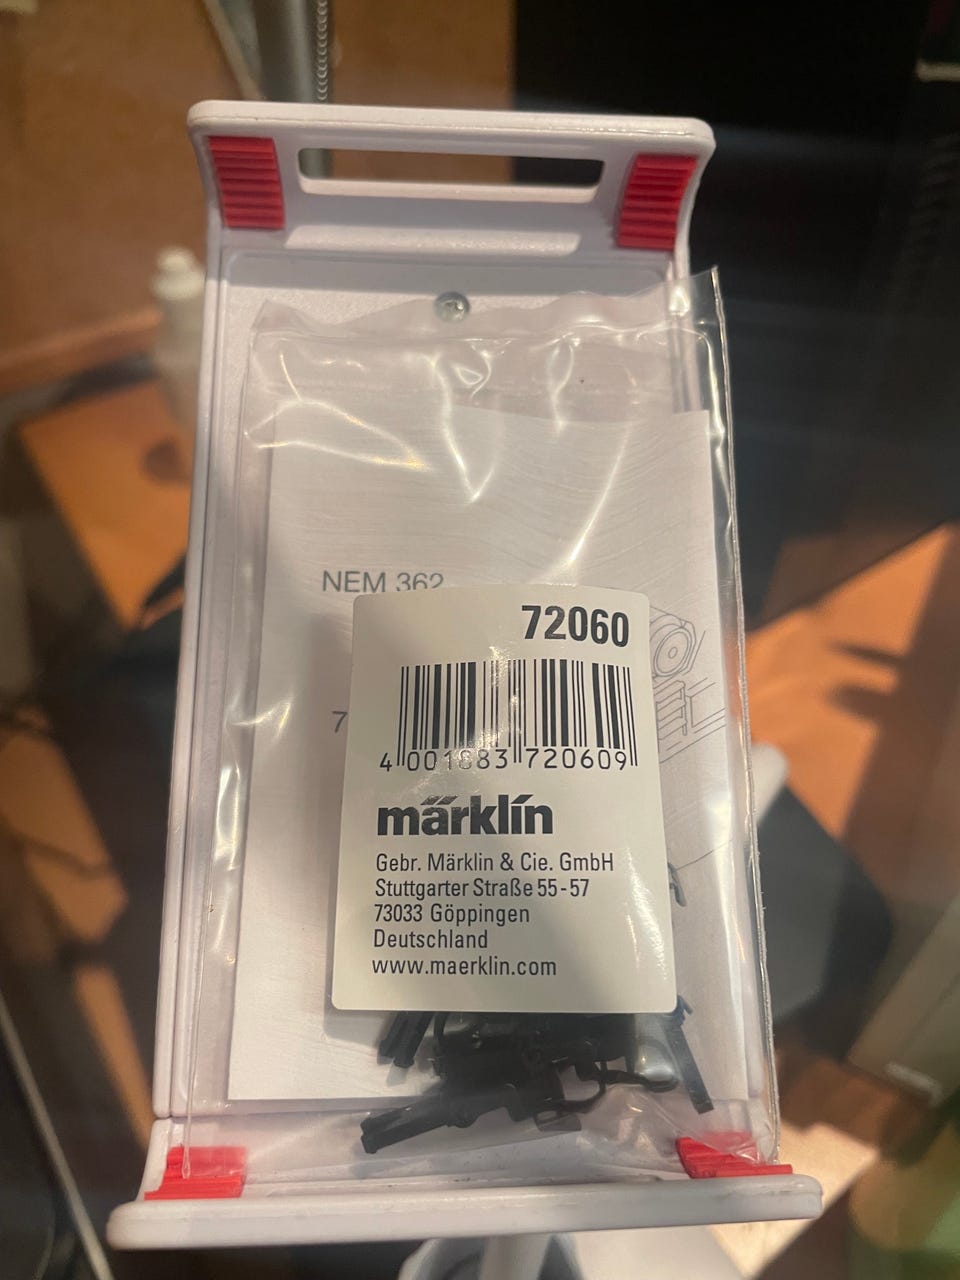 NEM 362
72060
7
4 001883 720609
märklin
Gebr. Märklin & Cie. GmbH
Stuttgarter Straße 55-57
73033 Göppingen
Deutschland
www.maerklin.com